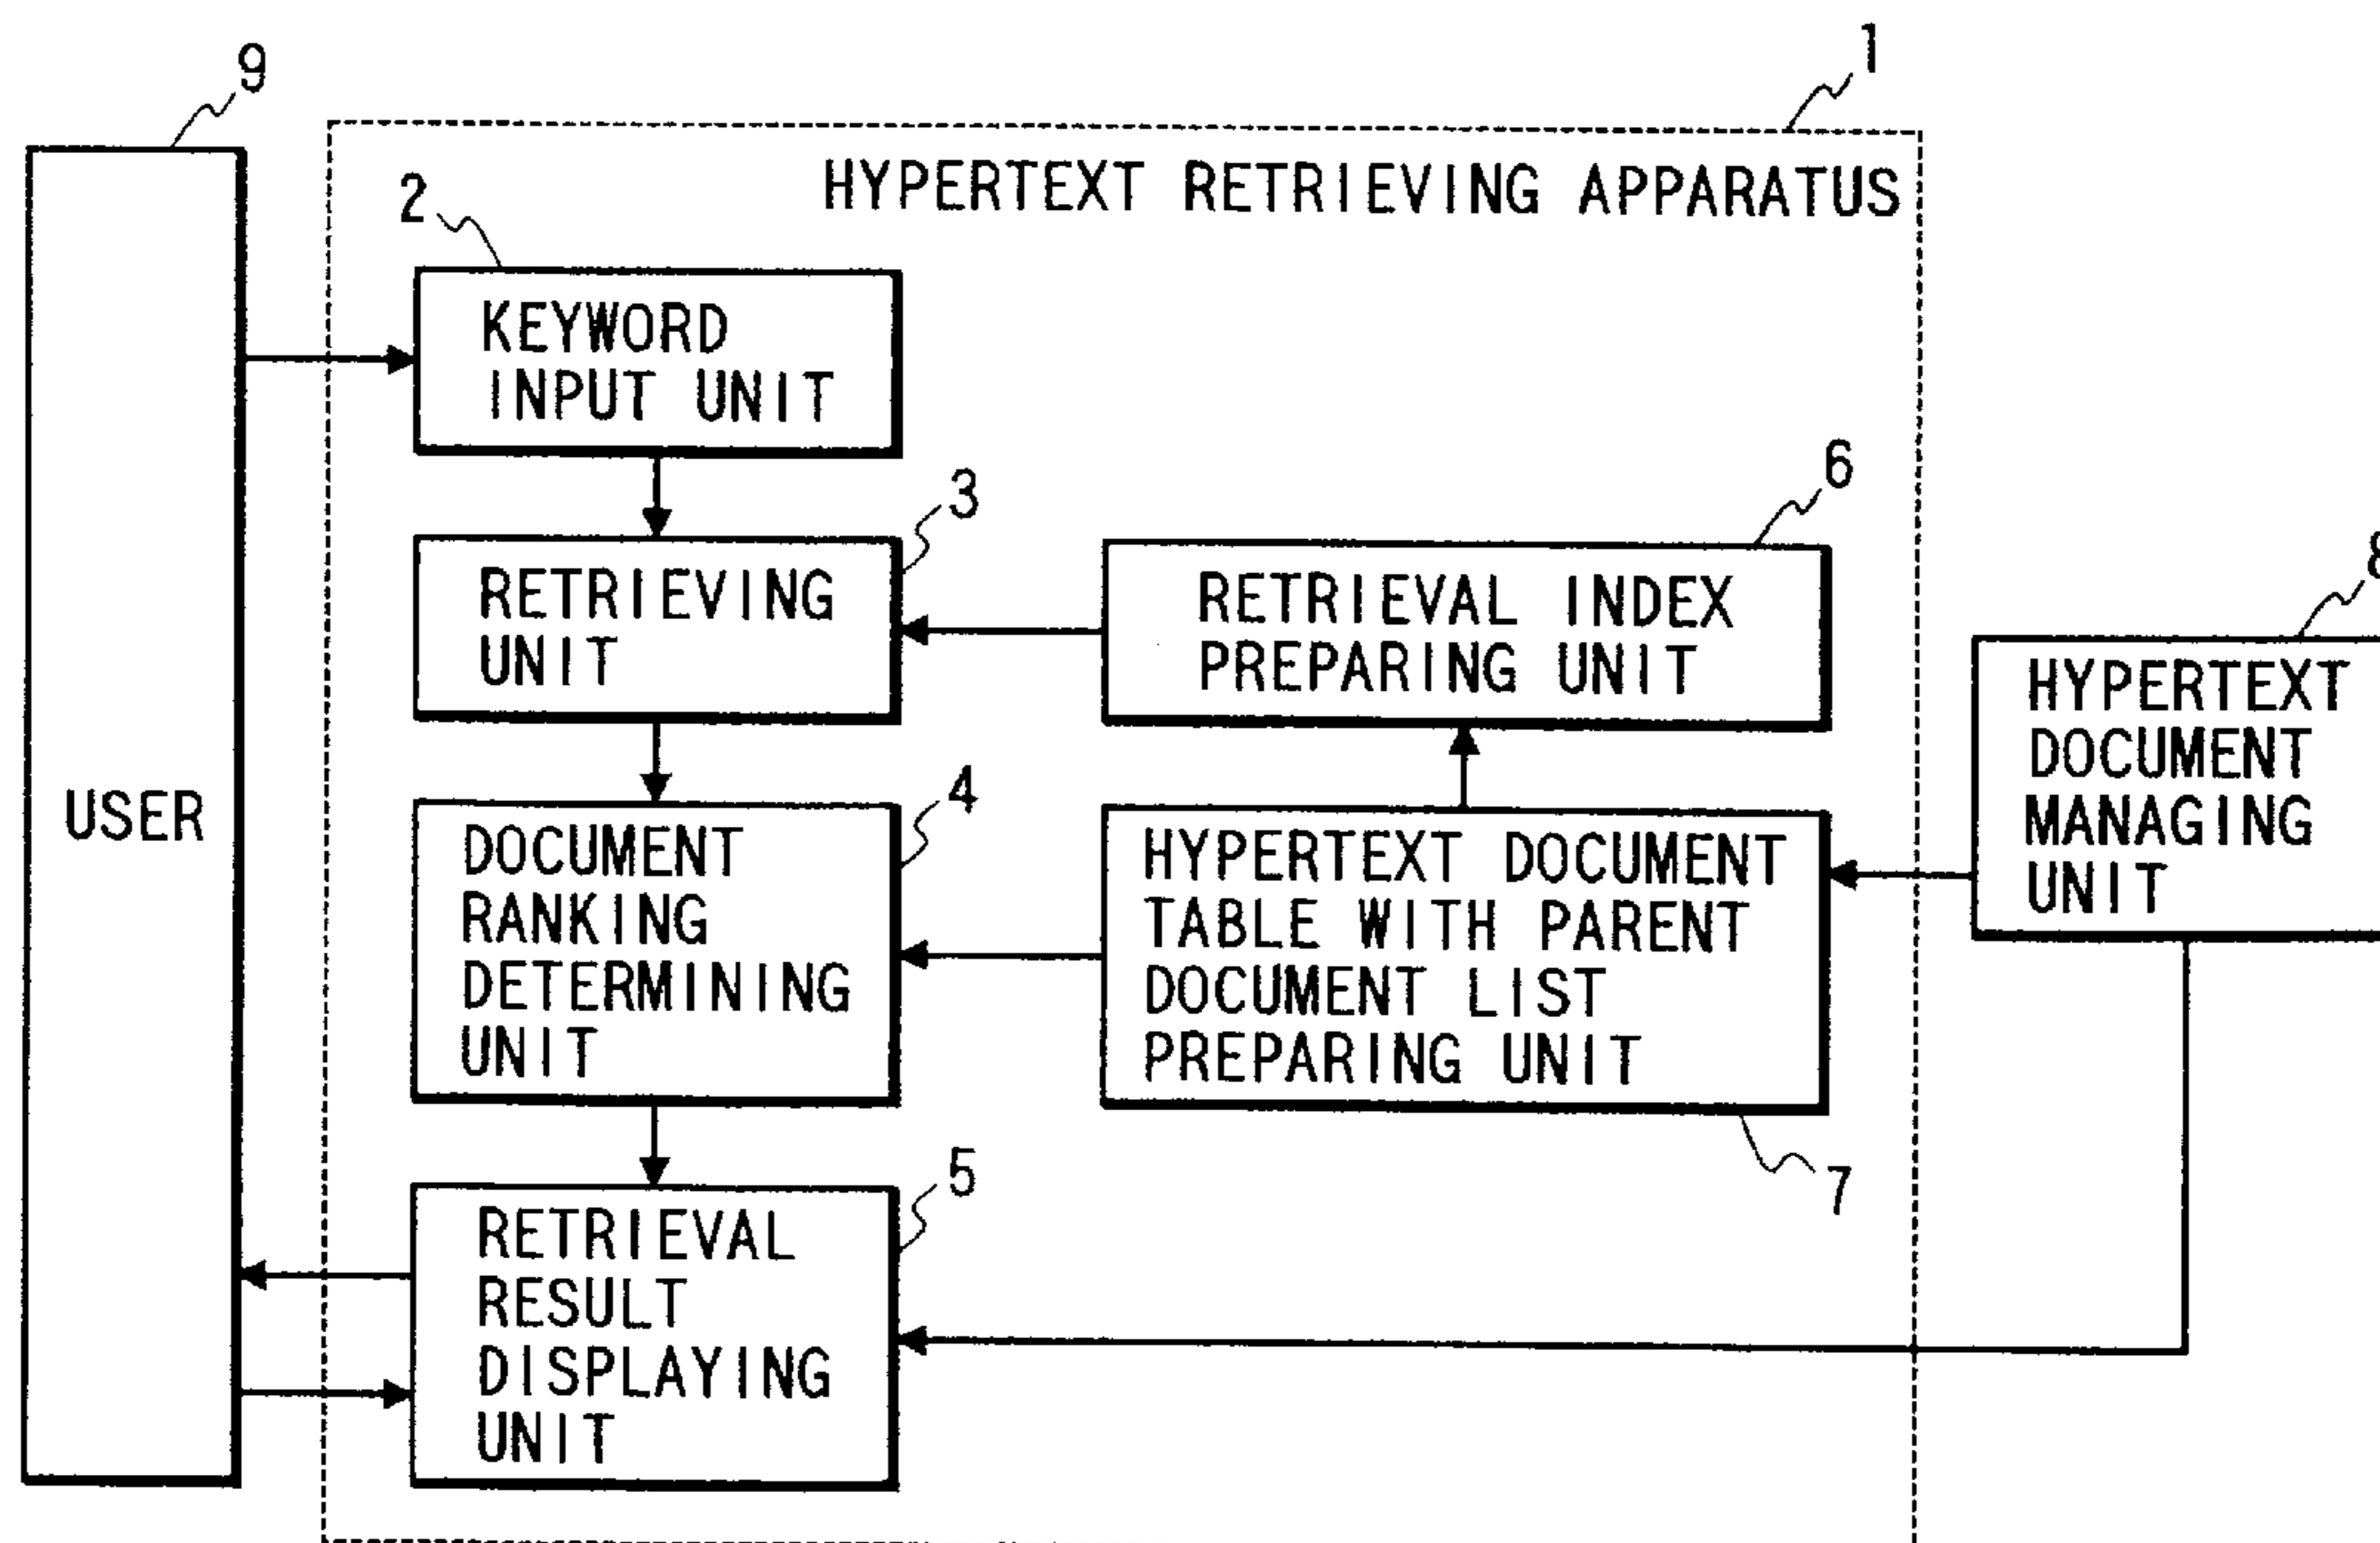 9
1
HYPERTEXT RETRIEVING APPARATUS
2
KEYWORD
INPUT UNIT
3
RETRIEVING
UNIT
6
RETRIEVAL INDEX
PREPARING UNIT
8
HYPERTEXT
DOCUMENT
MANAGING
UNIT
USER
4
DOCUMENT
RANKING
DETERMINING
UNIT
HYPERTEXT DOCUMENT
TABLE WITH PARENT
DOCUMENT LIST
PREPARING UNIT
7
5
RETRIEVAL
RESULT
DISPLAYING
UNIT